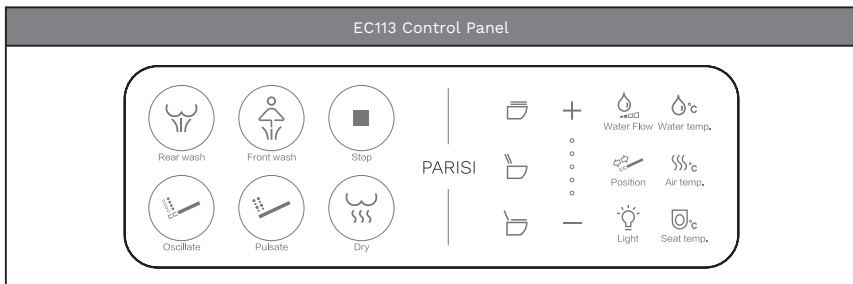 EC113 Control Panel
Rear wash
Front wash
Stop
Oscillate
Pulsate
Dry
PARISI
+
−
Water Flow
Water temp.
°c
Position
Air temp.
°c
Light
Seat temp.
°c